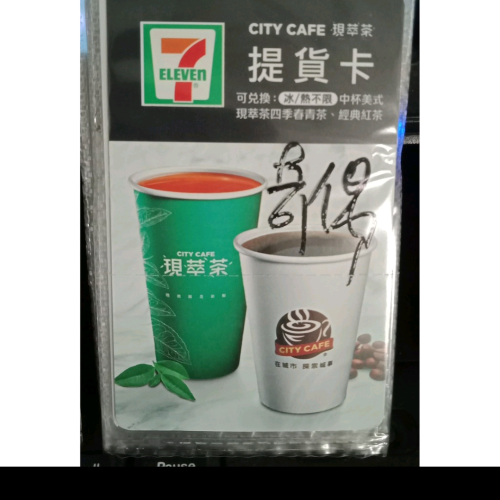 CITY CAFE 現萃茶
7
ELEVEN
提貨卡
可兌換：冰/熱不限 中杯美式
現萃茶四季春青茶、經典紅茶
CITY CAFE
現萃茶
CITY CAFE
在城市 探索城事
Pause